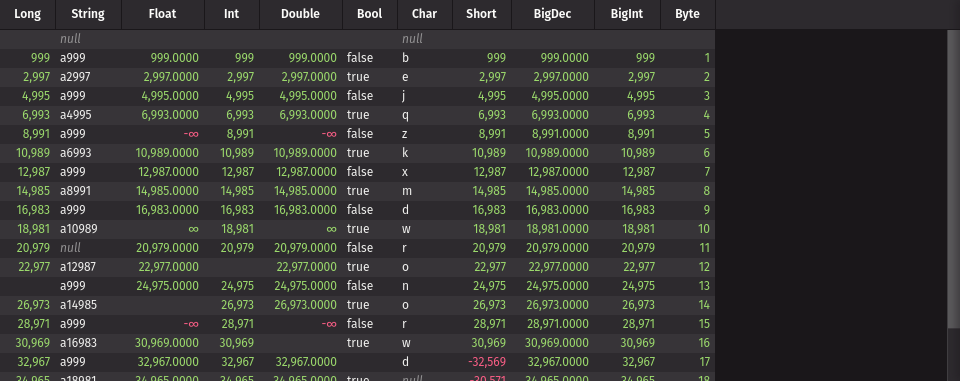 Long String Float Int Double Bool Char Short BigDec BigInt Byte
null null
999 a999 999.0000 999 999.0000 false b 999 999.0000 999 1
2,997 a2997 2,997.0000 2,997 2,997.0000 true e 2,997 2,997.0000 2,997 2
4,995 a999 4,995.0000 4,995 4,995.0000 false j 4,995 4,995.0000 4,995 3
6,993 a4995 6,993.0000 6,993 6,993.0000 true q 6,993 6,993.0000 6,993 4
8,991 a999 -∞ 8,991 -∞ false z 8,991 8,991.0000 8,991 5
10,989 a6993 10,989.0000 10,989 10,989.0000 true k 10,989 10,989.0000 10,989 6
12,987 a999 12,987.0000 12,987 12,987.0000 false x 12,987 12,987.0000 12,987 7
14,985 a8991 14,985.0000 14,985 14,985.0000 true m 14,985 14,985.0000 14,985 8
16,983 a999 16,983.0000 16,983 16,983.0000 false d 16,983 16,983.0000 16,983 9
18,981 a10989 ∞ 18,981 ∞ true w 18,981 18,981.0000 18,981 10
20,979 null 20,979.0000 20,979 20,979.0000 false r 20,979 20,979.0000 20,979 11
22,977 a12987 22,977.0000 22,977.0000 true o 22,977 22,977.0000 22,977 12
a999 24,975.0000 24,975 24,975.0000 false n 24,975 24,975.0000 24,975 13
26,973 a14985 26,973 26,973.0000 true o 26,973 26,973.0000 26,973 14
28,971 a999 -∞ 28,971 -∞ false r 28,971 28,971.0000 28,971 15
30,969 a16983 30,969.0000 30,969 true w 30,969 30,969.0000 30,969 16
32,967 a999 32,967.0000 32,967 32,967.0000 d -32,569 32,967.0000 32,967 17
34,965 a18981 34,965.0000 34,965 34,965.0000 true null -30,571 34,965.0000 34,965 18